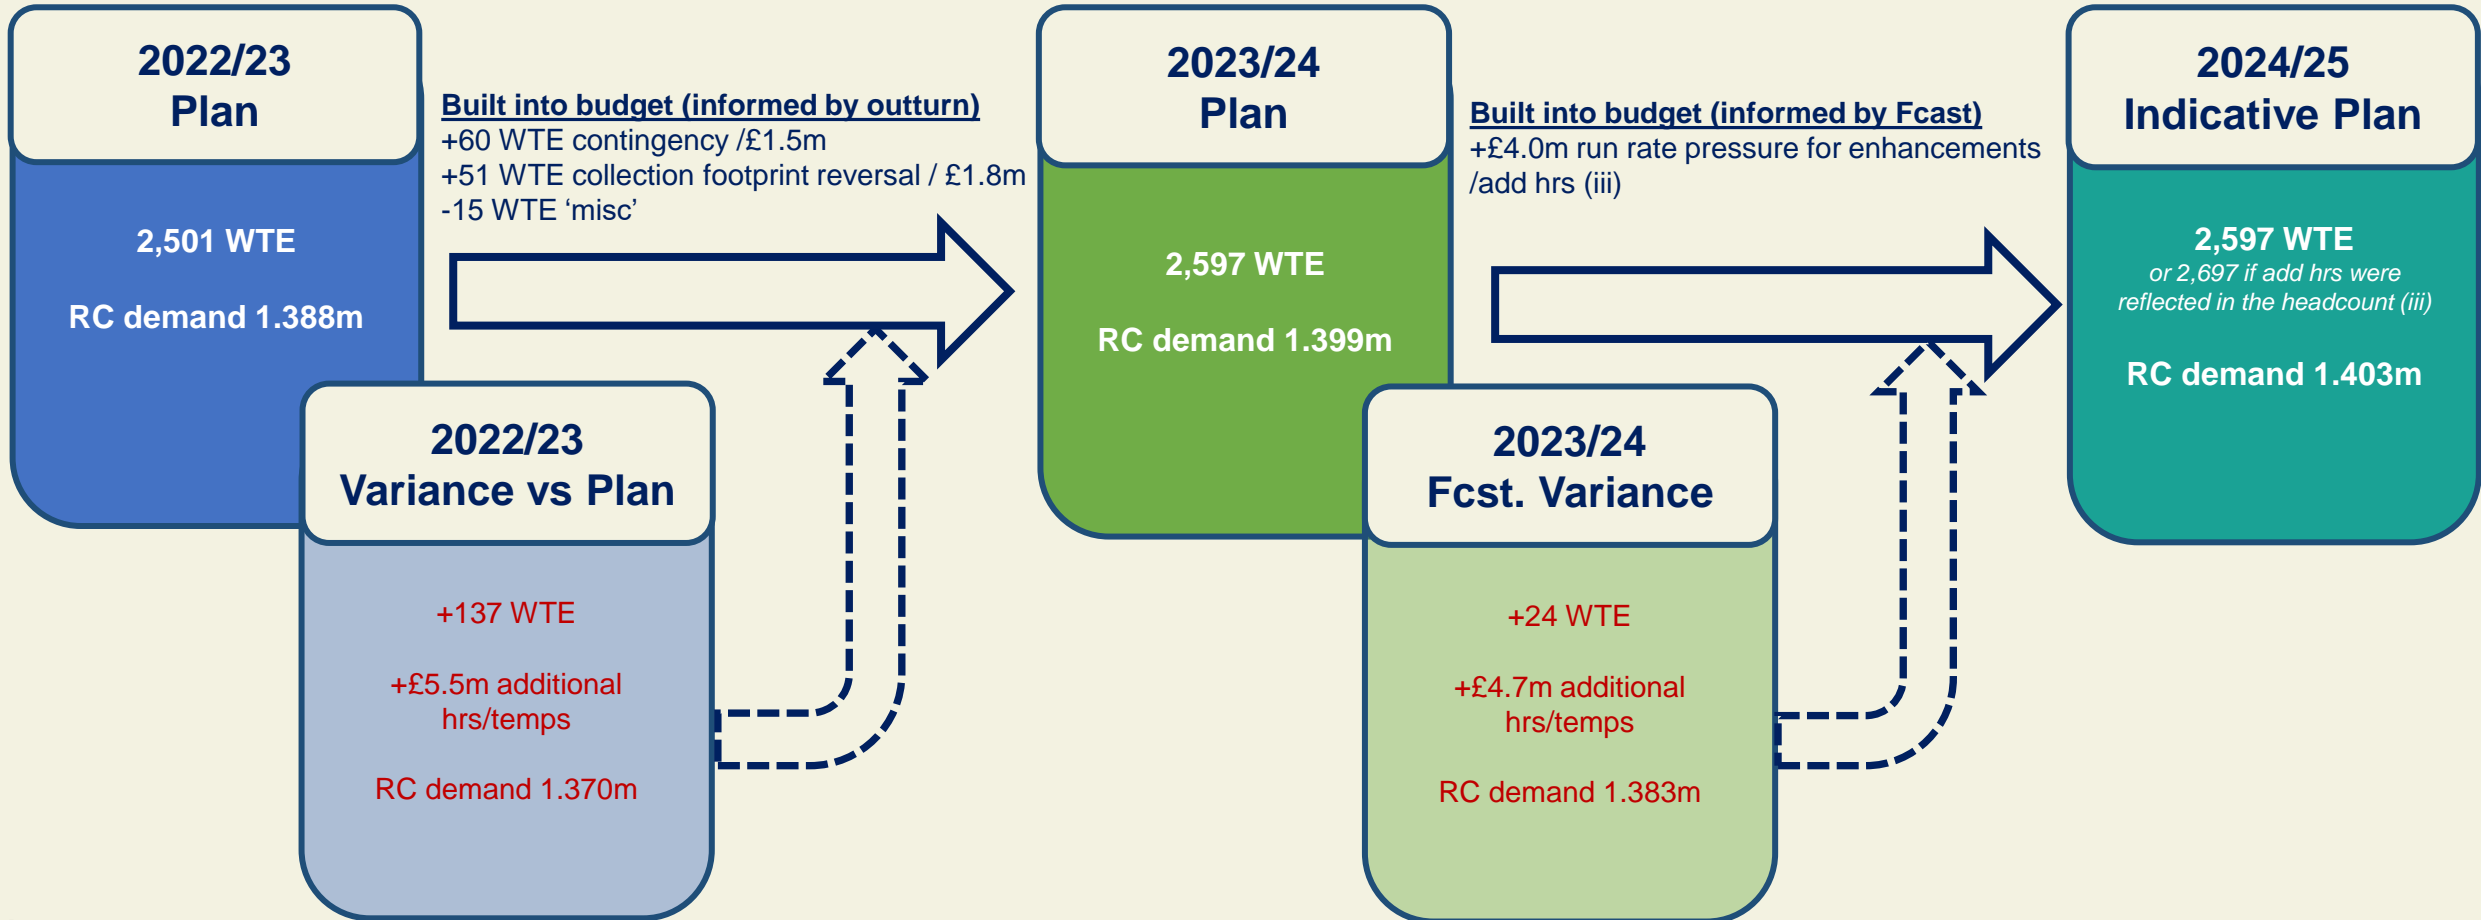 2022/23
Plan
2,501 WTE
RC demand 1.388m
2022/23
Variance vs Plan
+137 WTE
+£5.5m additional
hrs/temps
RC demand 1.370m
Built into budget (informed by outturn)
+60 WTE contingency /£1.5m
+51 WTE collection footprint reversal / £1.8m
-15 WTE ‘misc’
2023/24
Plan
2,597 WTE
RC demand 1.399m
2023/24
Fcst. Variance
+24 WTE
+£4.7m additional
hrs/temps
RC demand 1.383m
Built into budget (informed by Fcast)
+£4.0m run rate pressure for enhancements
/add hrs (iii)
2024/25
Indicative Plan
2,597 WTE
or 2,697 if add hrs were
reflected in the headcount (iii)
RC demand 1.403m